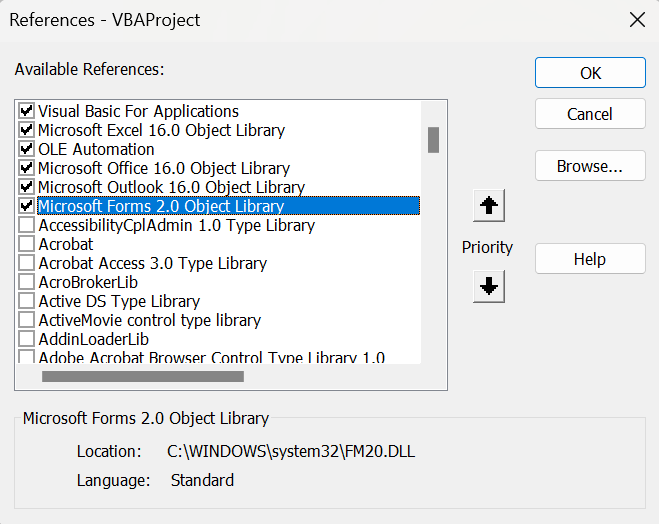 References - VBAProject
Available References:
Visual Basic For Applications
Microsoft Excel 16.0 Object Library
OLE Automation
Microsoft Office 16.0 Object Library
Microsoft Outlook 16.0 Object Library
Microsoft Forms 2.0 Object Library
AccessibilityCplAdmin 1.0 Type Library
Acrobat
Acrobat Access 3.0 Type Library
AcroBrokerLib
Active DS Type Library
ActiveMovie control type library
AddinLoaderLib
Adobe Acrobat Browser Control Type Library 1.0
OK
Cancel
Browse...
Priority
Help
Microsoft Forms 2.0 Object Library
Location: C:\WINDOWS\system32\FM20.DLL
Language: Standard